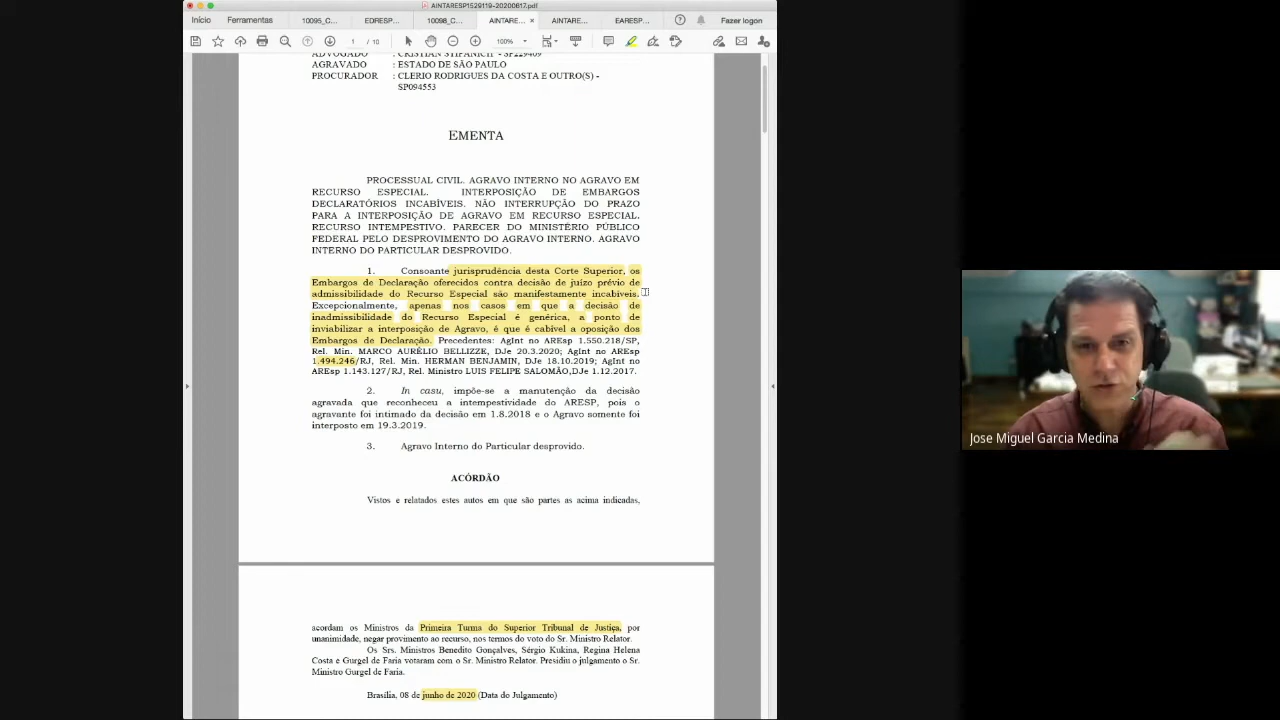 AINTARESP1529119-20200817.pdf
Início Ferramentas 10095_C... EDRESP... 10098_C... AINTARE... × AINTARE... EARESP... Fazer logon
1 / 10 100%
ADVOGADO : CRISTIAN STIPANICH - SP229409
AGRAVADO : ESTADO DE SÃO PAULO
PROCURADOR : CLERIO RODRIGUES DA COSTA E OUTRO(S) -
SP094553
EMENTA
PROCESSUAL CIVIL. AGRAVO INTERNO NO AGRAVO EM
RECURSO ESPECIAL. INTERPOSIÇÃO DE EMBARGOS
DECLARATÓRIOS INCABÍVEIS. NÃO INTERRUPÇÃO DO PRAZO
PARA A INTERPOSIÇÃO DE AGRAVO EM RECURSO ESPECIAL.
RECURSO INTEMPESTIVO. PARECER DO MINISTÉRIO PÚBLICO
FEDERAL PELO DESPROVIMENTO DO AGRAVO INTERNO. AGRAVO
INTERNO DO PARTICULAR DESPROVIDO.
1. Consoante jurisprudência desta Corte Superior, os
Embargos de Declaração oferecidos contra decisão de juízo prévio de
admissibilidade do Recurso Especial são manifestamente incabíveis.
Excepcionalmente, apenas nos casos em que a decisão de
inadmissibilidade do Recurso Especial é genérica, a ponto de
inviabilizar a interposição de Agravo, é que é cabível a oposição dos
Embargos de Declaração. Precedentes: AgInt no AREsp 1.550.218/SP,
Rel. Min. MARCO AURÉLIO BELLIZZE, DJe 20.3.2020; AgInt no AREsp
1.494.246/RJ, Rel. Min. HERMAN BENJAMIN, DJe 18.10.2019; AgInt no
AREsp 1.143.127/RJ, Rel. Ministro LUIS FELIPE SALOMÃO,DJe 1.12.2017.
2. In casu, impõe-se a manutenção da decisão
agravada que reconheceu a intempestividade do ARESP, pois o
agravante foi intimado da decisão em 1.8.2018 e o Agravo somente foi
interposto em 19.3.2019.
3. Agravo Interno do Particular desprovido.
ACÓRDÃO
Vistos e relatados estes autos em que são partes as acima indicadas,
acordam os Ministros da Primeira Turma do Superior Tribunal de Justiça, por
unanimidade, negar provimento ao recurso, nos termos do voto do Sr. Ministro Relator.
Os Srs. Ministros Benedito Gonçalves, Sérgio Kukina, Regina Helena
Costa e Gurgel de Faria votaram com o Sr. Ministro Relator. Presidiu o julgamento o Sr.
Ministro Gurgel de Faria.
Brasília, 08 de junho de 2020 (Data do Julgamento)
Jose Miguel Garcia Medina